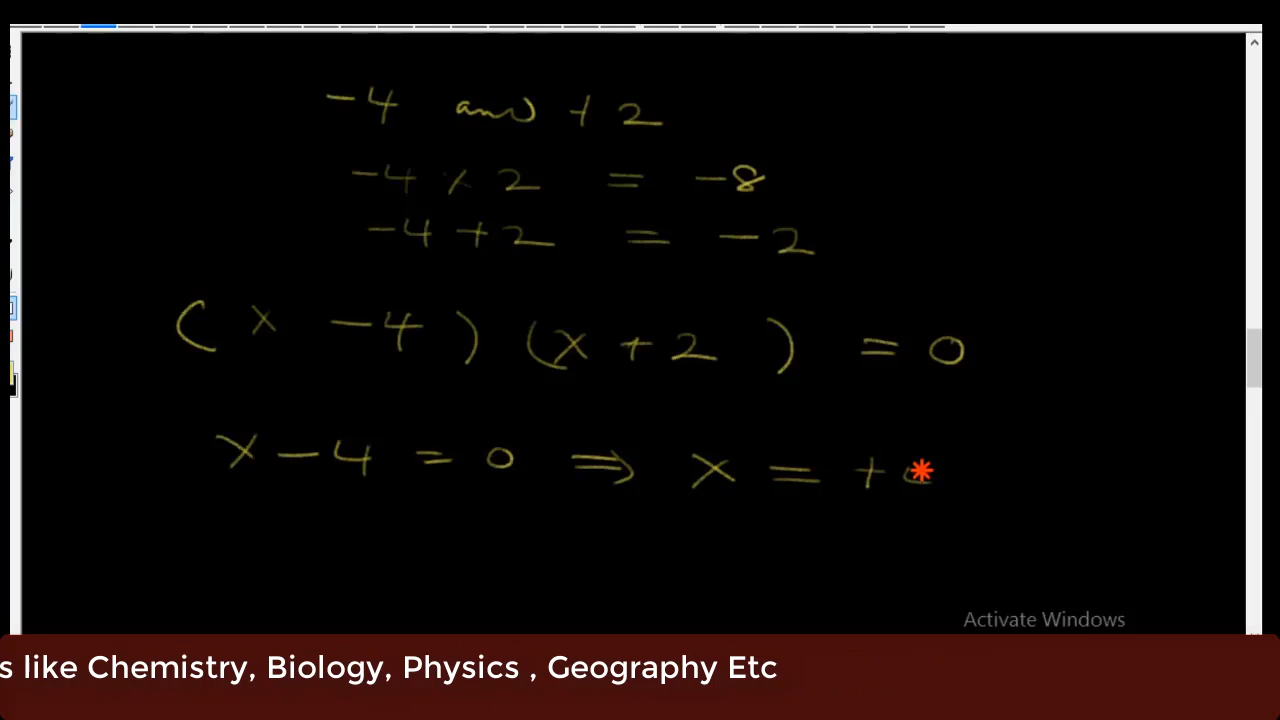 -4 and +2
-4 × 2 = -8
-4 + 2 = -2
(x - 4) (x + 2) = 0
x - 4 = 0 ⇒ x = +
Activate Windows
s like Chemistry, Biology, Physics , Geography Etc